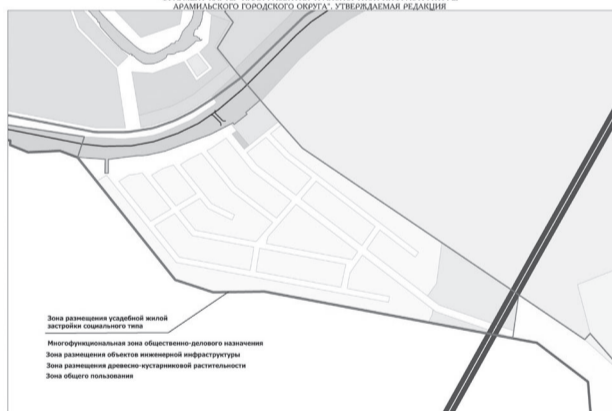 АРАМИЛЬСКОГО ГОРОДСКОГО ОКРУГА", УТВЕРЖДАЕМАЯ РЕДАКЦИЯ
Зона размещения усадебной жилой
застройки социального типа
Многофункциональная зона общественно-делового назначения
Зона размещения объектов инженерной инфраструктуры
Зона размещения древесно-кустарниковой растительности
Зона общего пользования